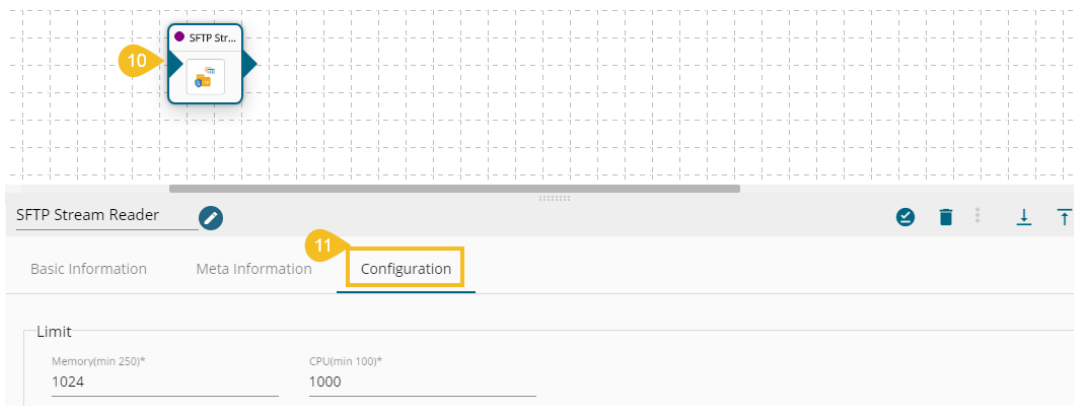 SFTP Str...
10
SFTP Stream Reader
11
Basic Information Meta Information Configuration
Limit
Memory(min 250)* CPU(min 100)*
1024 1000